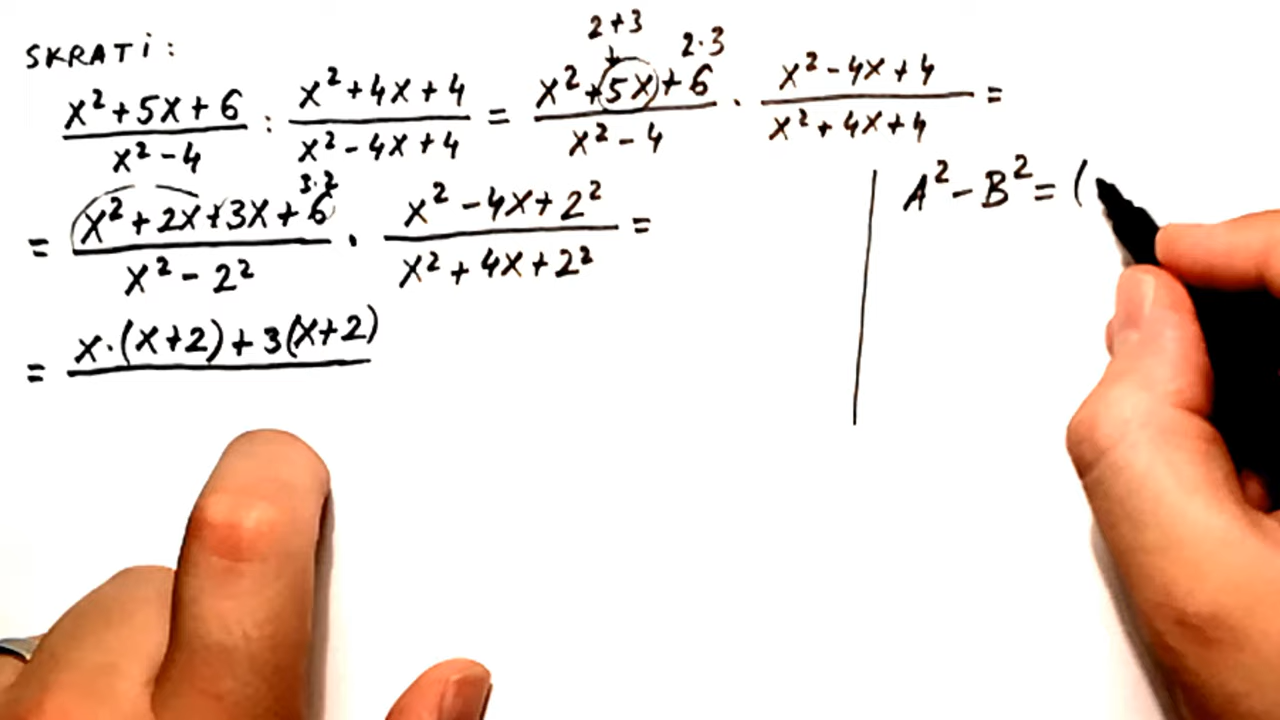 SKRATI:
2+3
2·3
(x²+5x+6)/(x²-4) : (x²+4x+4)/(x²-4x+4) = (x²+5x+6)/(x²-4) · (x²-4x+4)/(x²+4x+4) =
3·2
= (x²+2x+3x+6)/(x²-2²) · (x²-4x+2²)/(x²+4x+2²) =
A²-B²=(
= x·(x+2)+3(x+2)